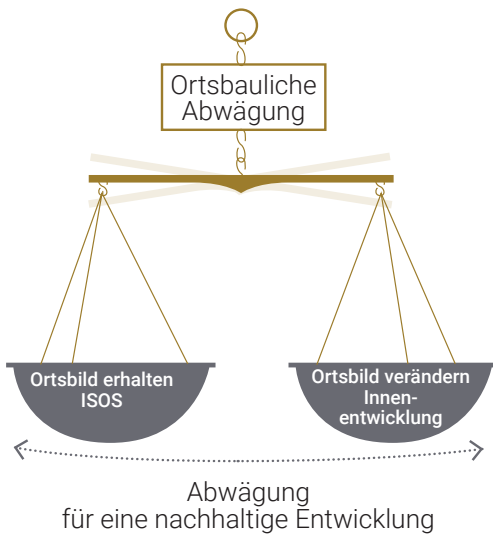 Ortsbauliche
Abwägung
Ortsbild erhalten
ISOS
Ortsbild verändern
Innen-
entwicklung
Abwägung
für eine nachhaltige Entwicklung